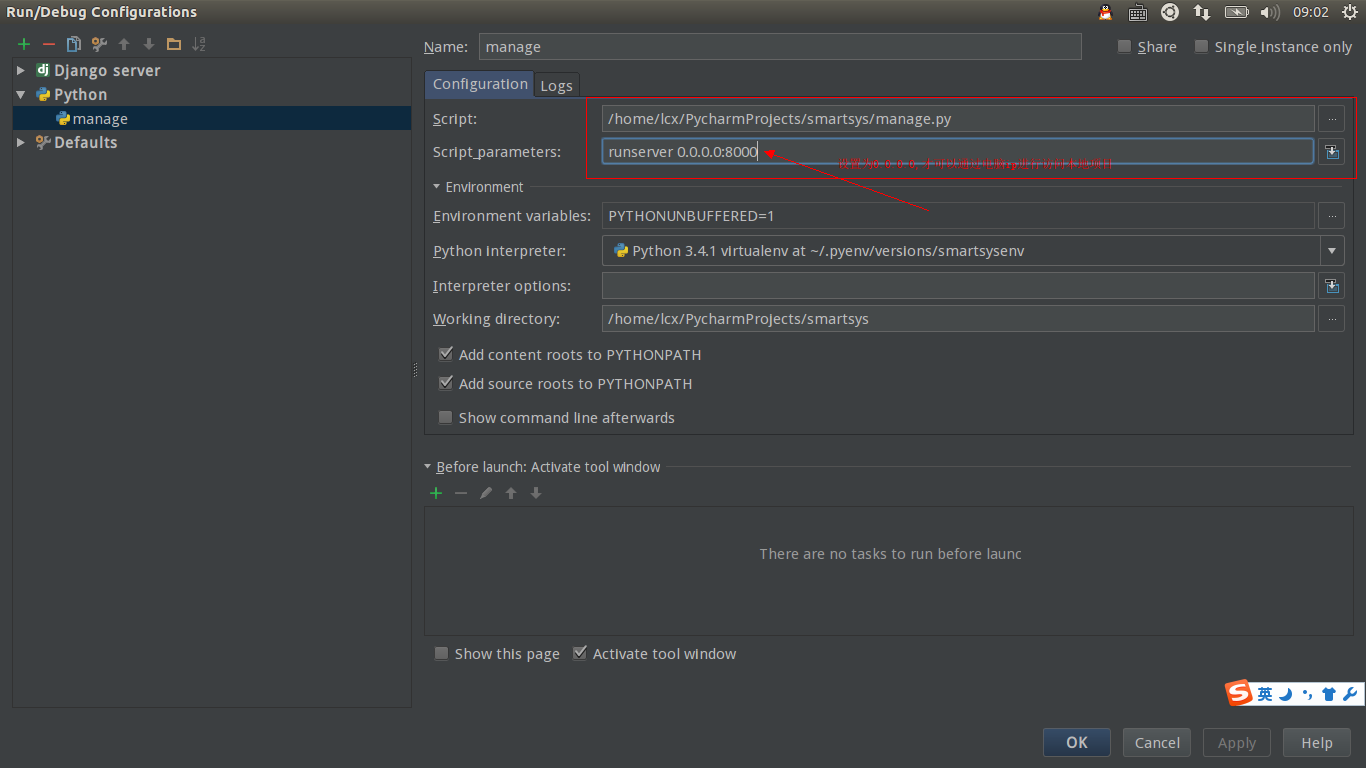 Run/Debug Configurations
09:02
Django server
Python
manage
Defaults
Name: manage
Share
Single instance only
Configuration
Logs
Script: /home/lcx/PycharmProjects/smartsys/manage.py
Script parameters: runserver 0.0.0.0:8000
Environment
Environment variables: PYTHONUNBUFFERED=1
Python interpreter: Python 3.4.1 virtualenv at ~/.pyenv/versions/smartsysenv
Interpreter options:
Working directory: /home/lcx/PycharmProjects/smartsys
Add content roots to PYTHONPATH
Add source roots to PYTHONPATH
Show command line afterwards
Before launch: Activate tool window
There are no tasks to run before launc
Show this page
Activate tool window
英
OK
Cancel
Apply
Help